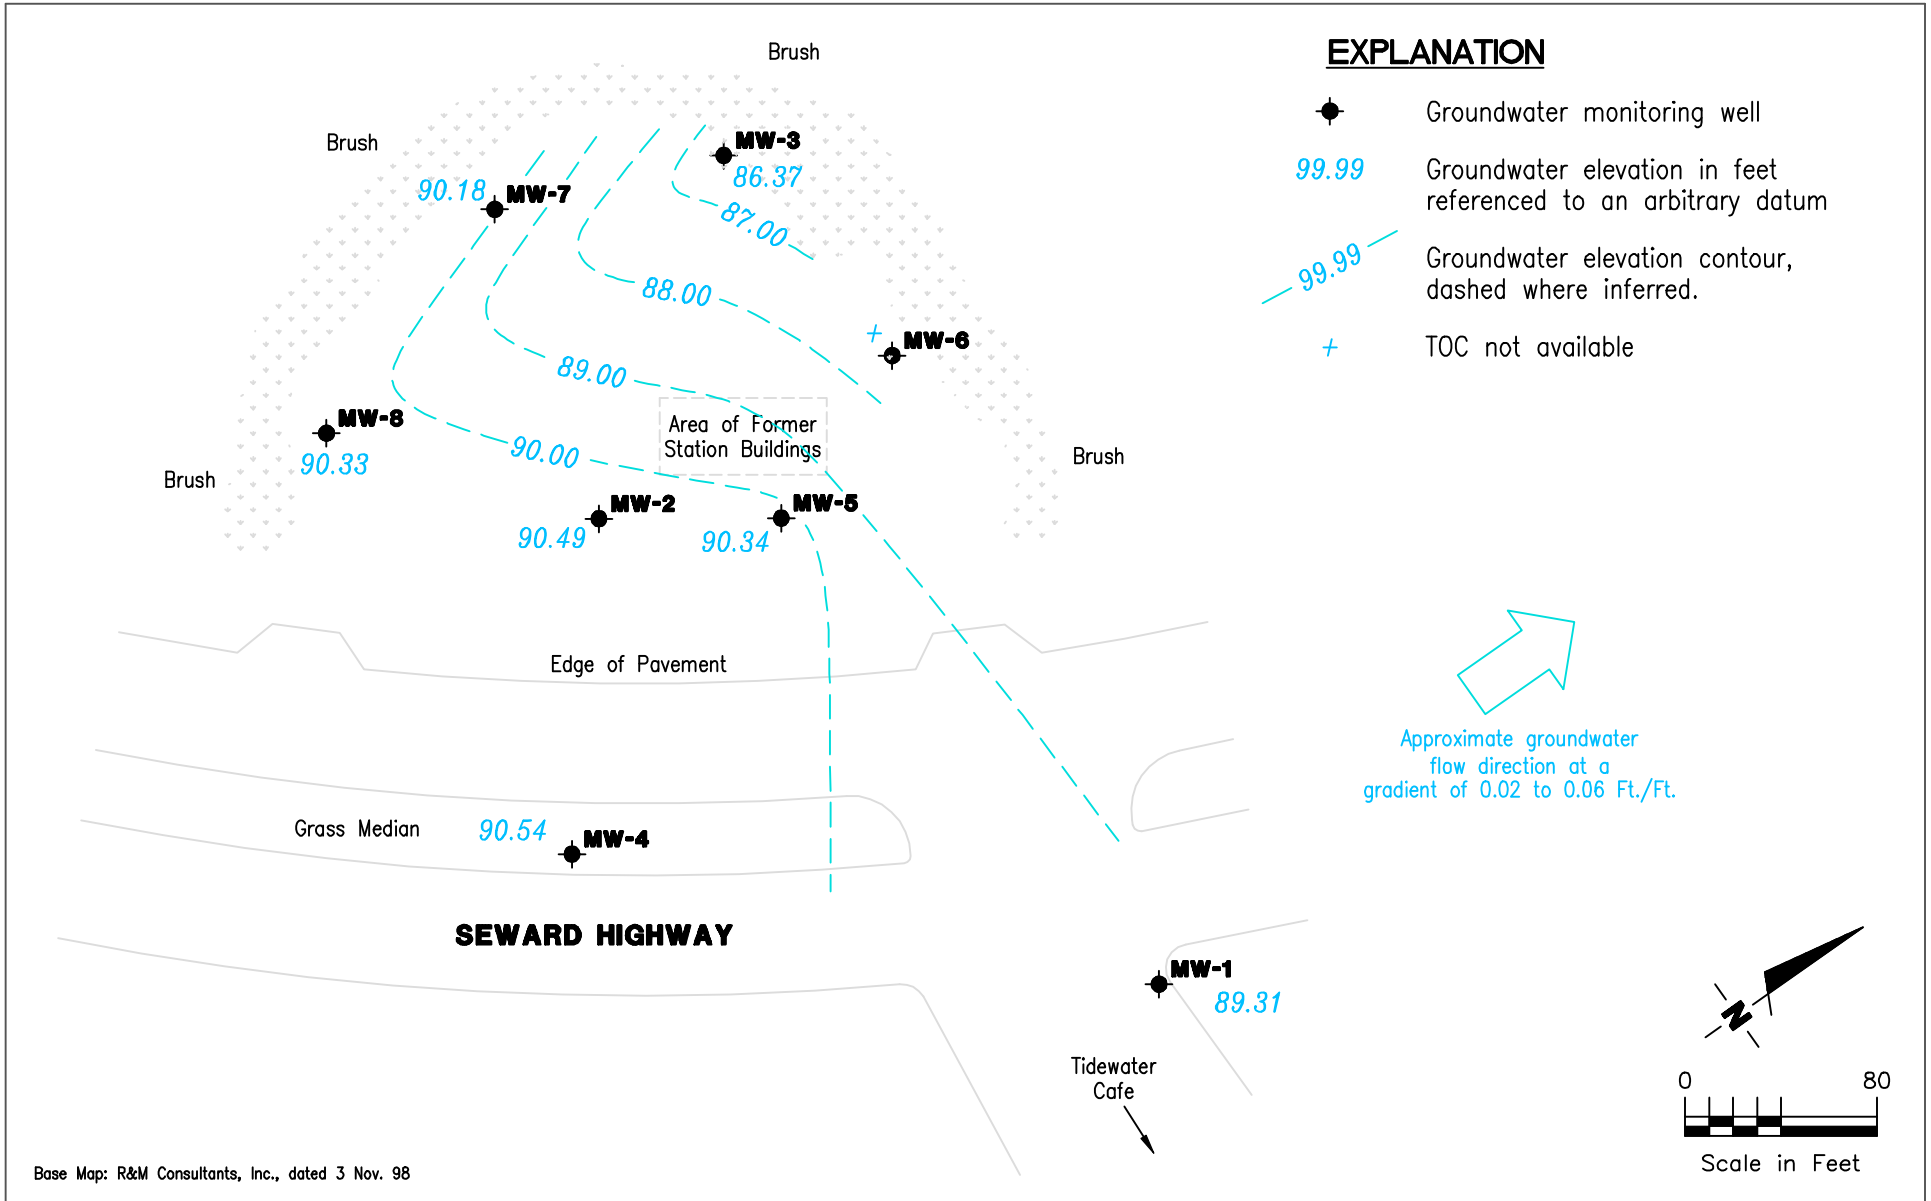 Brush
EXPLANATION
Groundwater monitoring well
99.99
Groundwater elevation in feet
referenced to an arbitrary datum
99.99
Groundwater elevation contour,
dashed where inferred.
+
TOC not available
Brush
MW-3
86.37
90.18
MW-7
87.00
88.00
+
MW-6
89.00
MW-8
90.33
Area of Former
Station Buildings
90.00
Brush
Brush
MW-2
90.49
MW-5
90.34
Edge of Pavement
Approximate groundwater
flow direction at a
gradient of 0.02 to 0.06 Ft./Ft.
Grass Median
90.54
MW-4
SEWARD HIGHWAY
MW-1
89.31
N
Tidewater
Cafe
0 80
Scale in Feet
Base Map: R&M Consultants, Inc., dated 3 Nov. 98